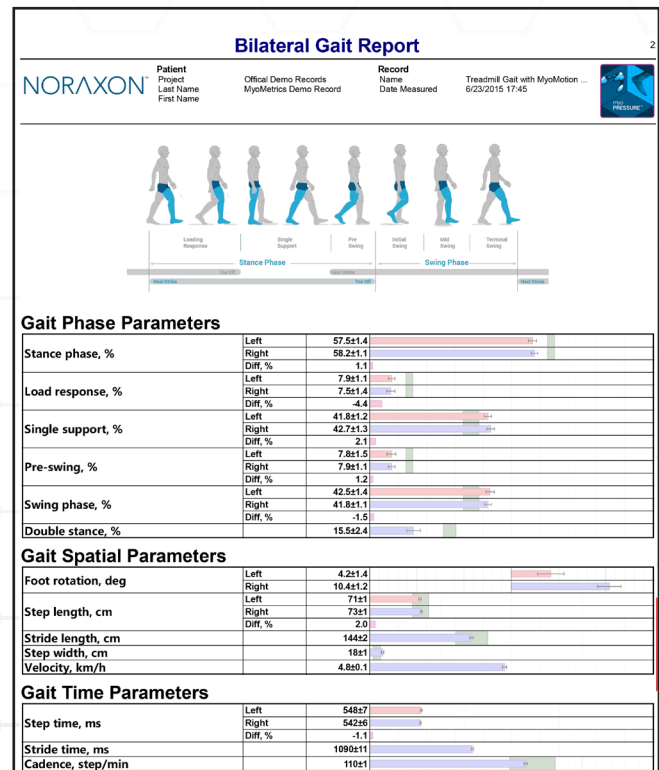 Bilateral Gait Report
2
NORAXON
Patient
Project Offical Demo Records
Last Name MyoMetrics Demo Record
First Name
Record
Name Treadmill Gait with MyoMotion ...
Date Measured 6/23/2015 17:45
myo
PRESSURE™
Loading Response
Single Support
Pre Swing
Initial Swing
Mid Swing
Terminal Swing
Stance Phase
Swing Phase
Toe Off
Heel Strike
Heel Strike
Toe Off
Heel Strike
Gait Phase Parameters
Stance phase, %
Left 57.5±1.4
Right 58.2±1.1
Diff, % 1.1
Load response, %
Left 7.9±1.1
Right 7.5±1.4
Diff, % -4.4
Single support, %
Left 41.8±1.2
Right 42.7±1.3
Diff, % 2.1
Pre-swing, %
Left 7.8±1.5
Right 7.9±1.1
Diff, % 1.2
Swing phase, %
Left 42.5±1.4
Right 41.8±1.1
Diff, % -1.5
Double stance, % 15.5±2.4
Gait Spatial Parameters
Foot rotation, deg
Left 4.2±1.4
Right 10.4±1.2
Step length, cm
Left 71±1
Right 73±1
Diff, % 2.0
Stride length, cm 144±2
Step width, cm 18±1
Velocity, km/h 4.8±0.1
Gait Time Parameters
Step time, ms
Left 548±7
Right 542±6
Diff, % -1.1
Stride time, ms 1090±11
Cadence, step/min 110±1